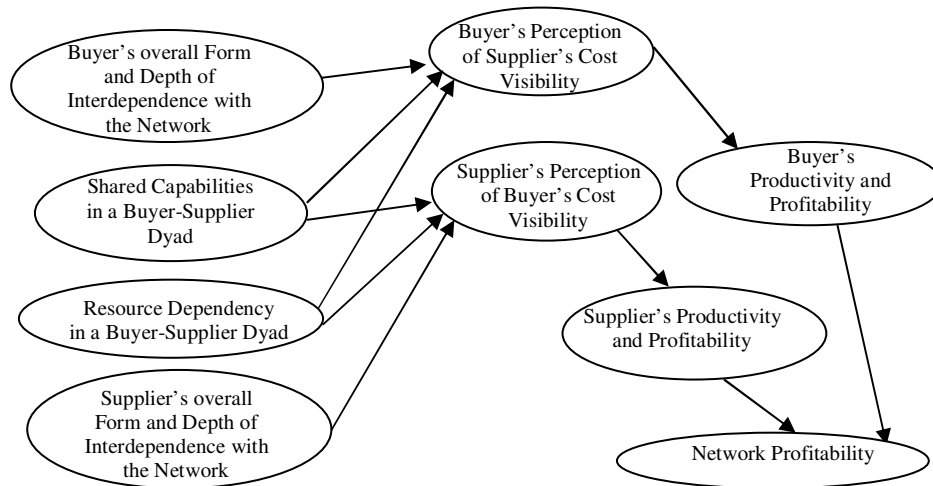 Buyer’s overall Form
and Depth of
Interdependence with
the Network
Buyer’s Perception
of Supplier’s Cost
Visibility
Shared Capabilities
in a Buyer-Supplier
Dyad
Supplier’s Perception
of Buyer’s Cost
Visibility
Buyer’s
Productivity and
Profitability
Resource Dependency
in a Buyer-Supplier Dyad
Supplier’s Productivity
and Profitability
Supplier’s overall
Form and Depth of
Interdependence with
the Network
Network Profitability